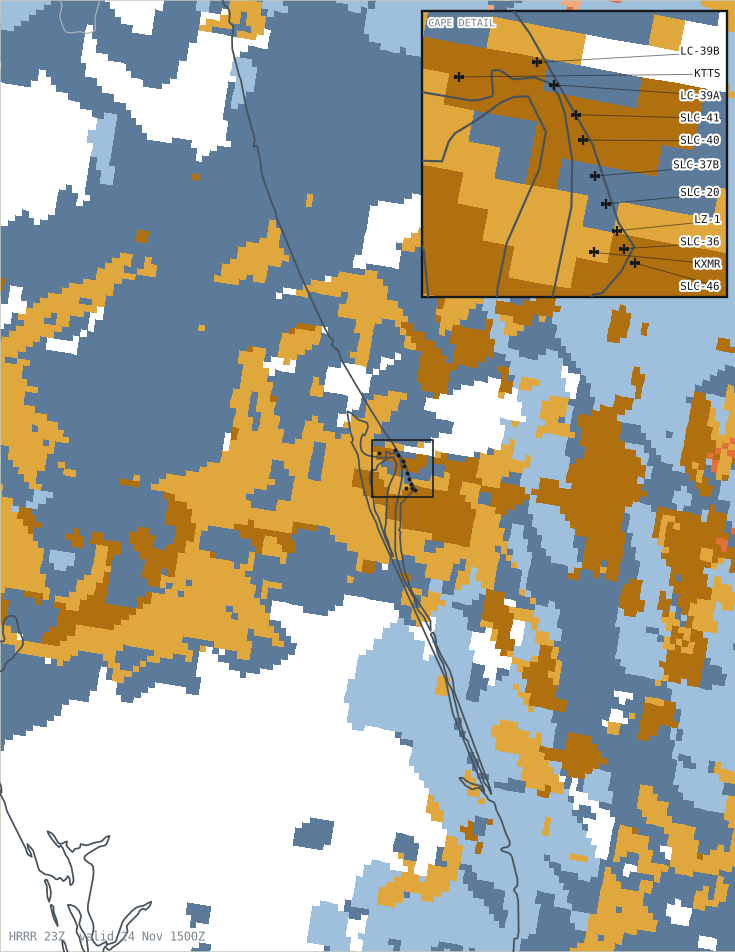 CAPE DETAIL
LC-39B
KTTS
LC-39A
SLC-41
SLC-40
SLC-37B
SLC-20
LZ-1
SLC-36
KXMR
SLC-46
HRRR 23Z valid 24 Nov 1500Z